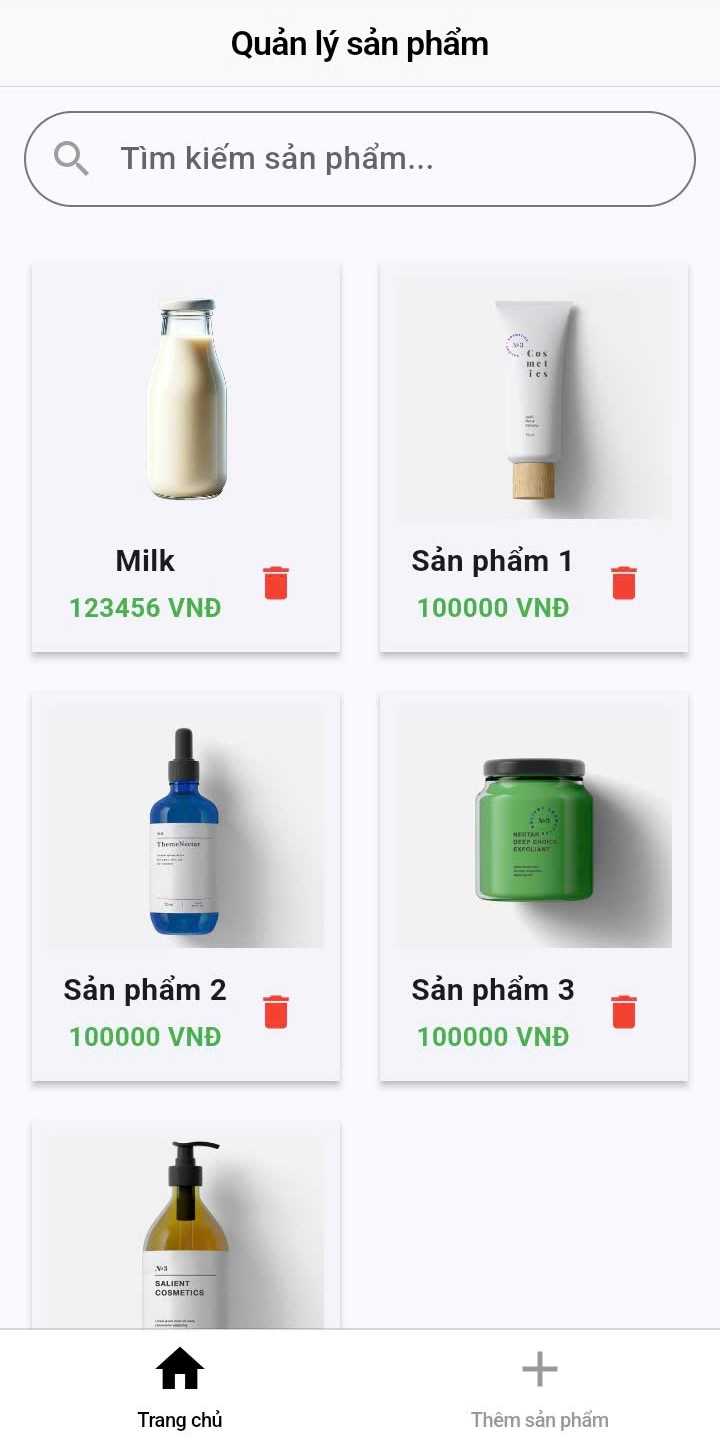 Quản lý sản phẩm
Tìm kiếm sản phẩm...
№3
Cos
met
ics
Milk
123456 VNĐ
Sản phẩm 1
100000 VNĐ
ThemeNectar
№3
NECTAR
DEEP CHOICE
EXFOLIANT
Sản phẩm 2
100000 VNĐ
Sản phẩm 3
100000 VNĐ
№3
SALIENT
COSMETICS
Trang chủ
Thêm sản phẩm